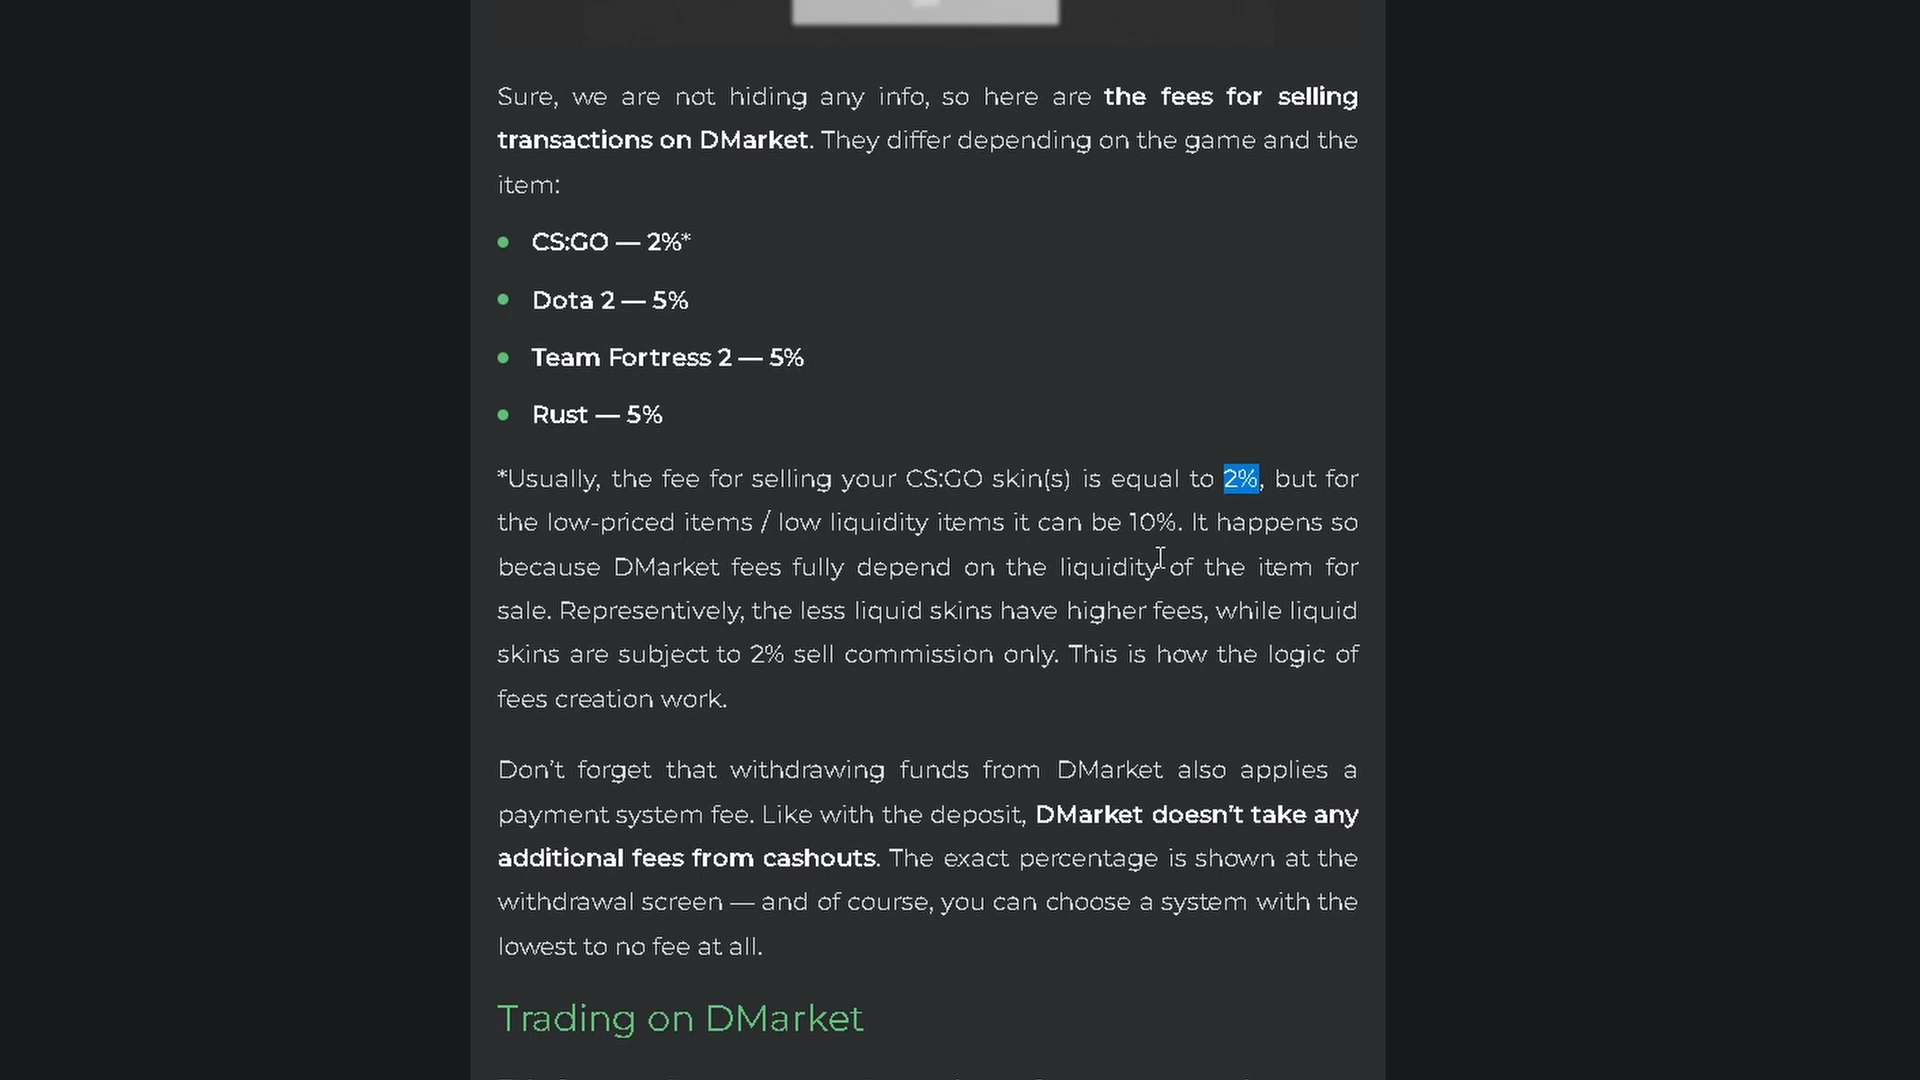 Sure, we are not hiding any info, so here are the fees for selling
transactions on DMarket. They differ depending on the game and the
item:
CS:GO — 2%*
Dota 2 — 5%
Team Fortress 2 — 5%
Rust — 5%
*Usually, the fee for selling your CS:GO skin(s) is equal to 2%, but for
the low-priced items / low liquidity items it can be 10%. It happens so
because DMarket fees fully depend on the liquidity of the item for
sale. Representively, the less liquid skins have higher fees, while liquid
skins are subject to 2% sell commission only. This is how the logic of
fees creation work.
Don't forget that withdrawing funds from DMarket also applies a
payment system fee. Like with the deposit, DMarket doesn't take any
additional fees from cashouts. The exact percentage is shown at the
withdrawal screen — and of course, you can choose a system with the
lowest to no fee at all.
Trading on DMarket